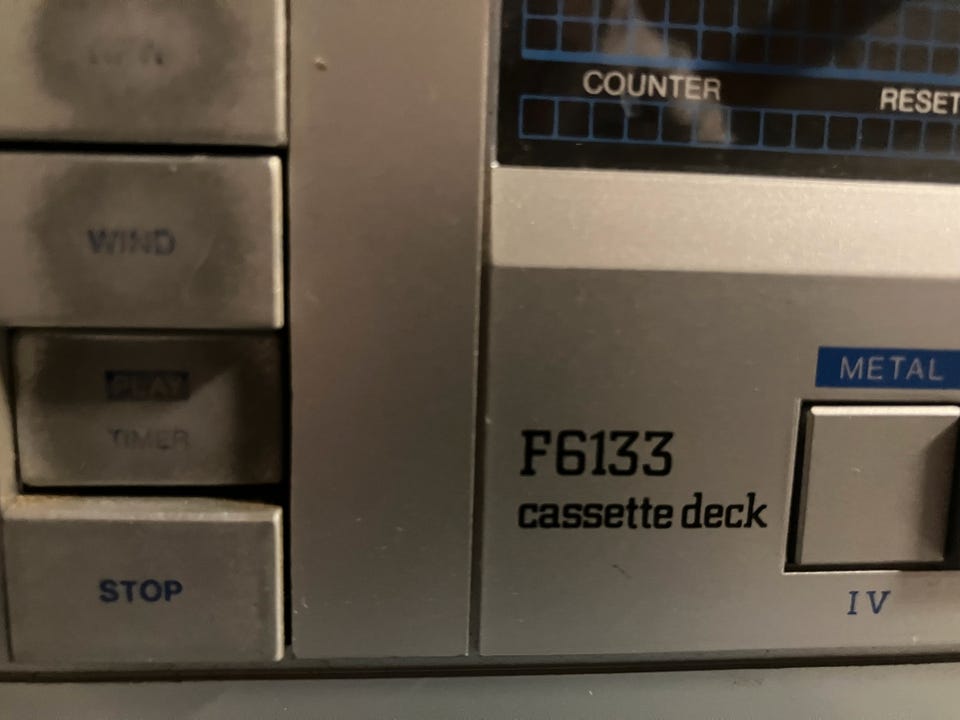 COUNTER
RESET
WIND
PLAY
TIMER
STOP
METAL
F6133
cassette deck
IV